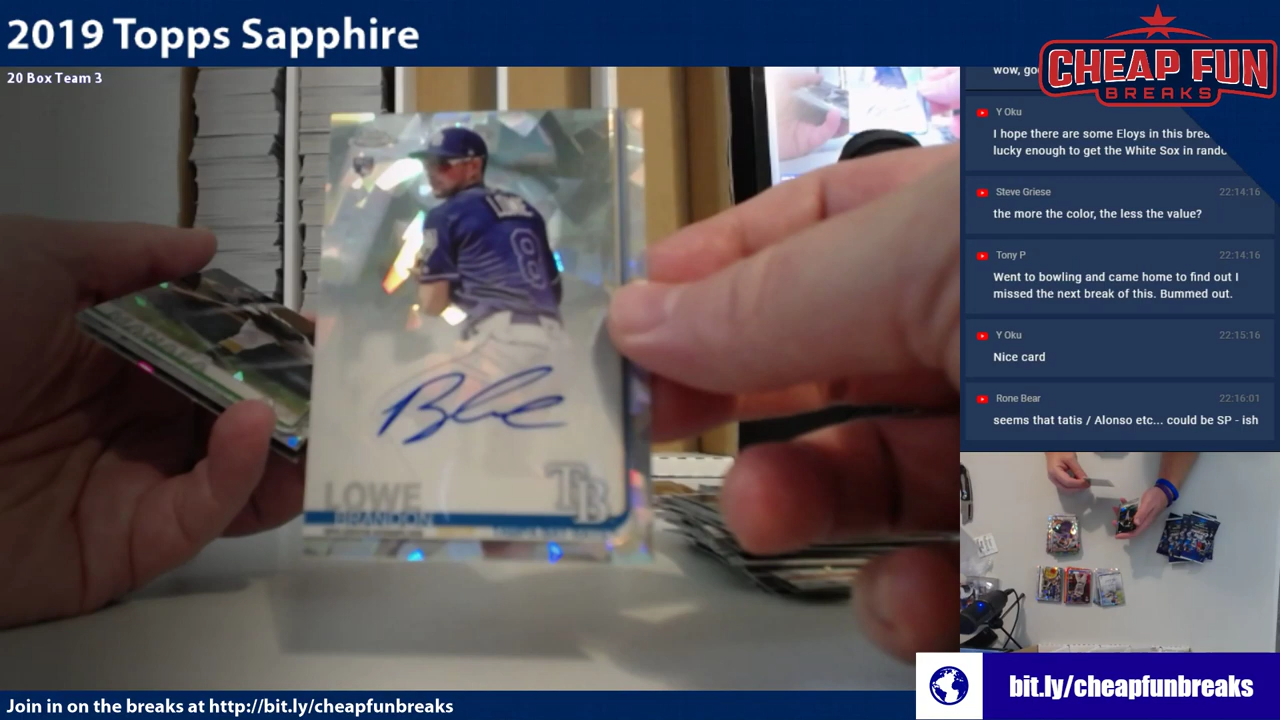 2019 Topps Sapphire
20 Box Team 3
CHEAP FUN
BREAKS
Y Oku
I hope there are some Eloys in this
lucky enough to get the White Sox in
Steve Griese 22:14:16
the more the color, the less the value?
Tony P 22:14:16
Went to bowling and came home to find out I
missed the next break of this. Bummed out.
Y Oku 22:15:16
Nice card
Rone Bear 22:16:01
seems that tatis / Alonso etc... could be SP - ish
LOWE
8
TB
LOWE
BRANDON
Join in on the breaks at http://bit.ly/cheapfunbreaks
bit.ly/cheapfunbreaks